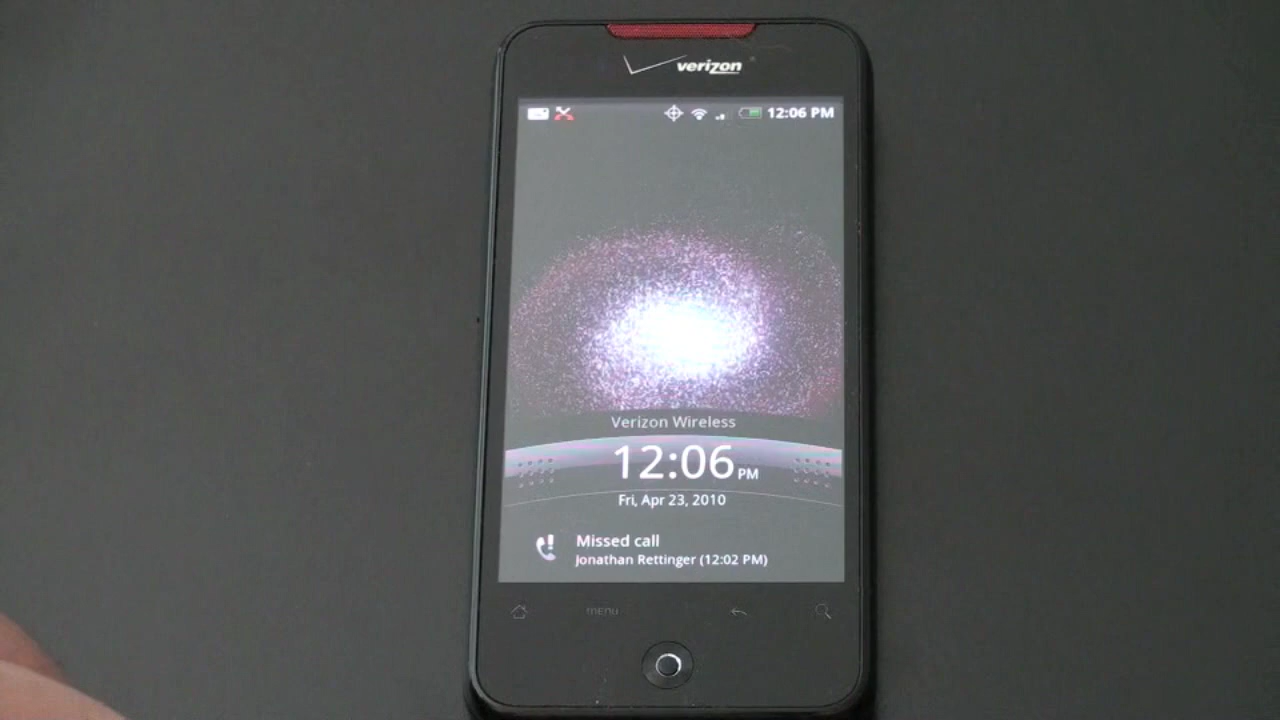 verizon
12:06 PM
Verizon Wireless
12:06 PM
Fri, Apr 23, 2010
Missed call
Jonathan Rettinger (12:02 PM)
menu